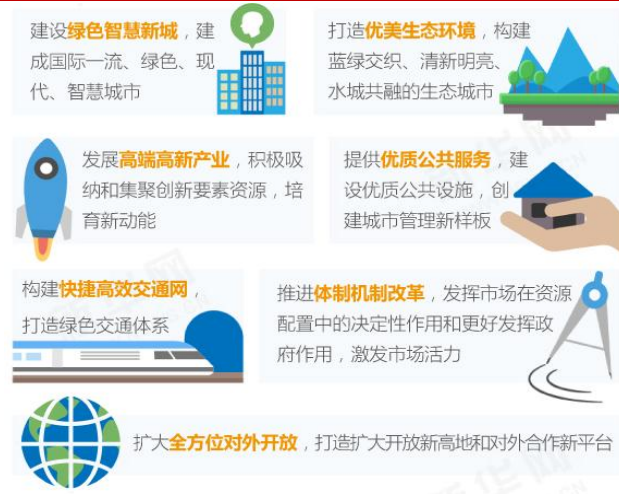 建设绿色智慧新城，建
成国际一流、绿色、现
代、智慧城市
打造优美生态环境，构建
蓝绿交织、清新明亮、
水城共融的生态城市
发展高端高新产业，积极吸
纳和集聚创新要素资源，培
育新动能
提供优质公共服务，建
设优质公共设施，创
建城市管理新样板
构建快捷高效交通网，
打造绿色交通体系
推进体制机制改革，发挥市场在资源
配置中的决定性作用和更好发挥政
府作用，激发市场活力
扩大全方位对外开放，打造扩大开放新高地和对外合作新平台